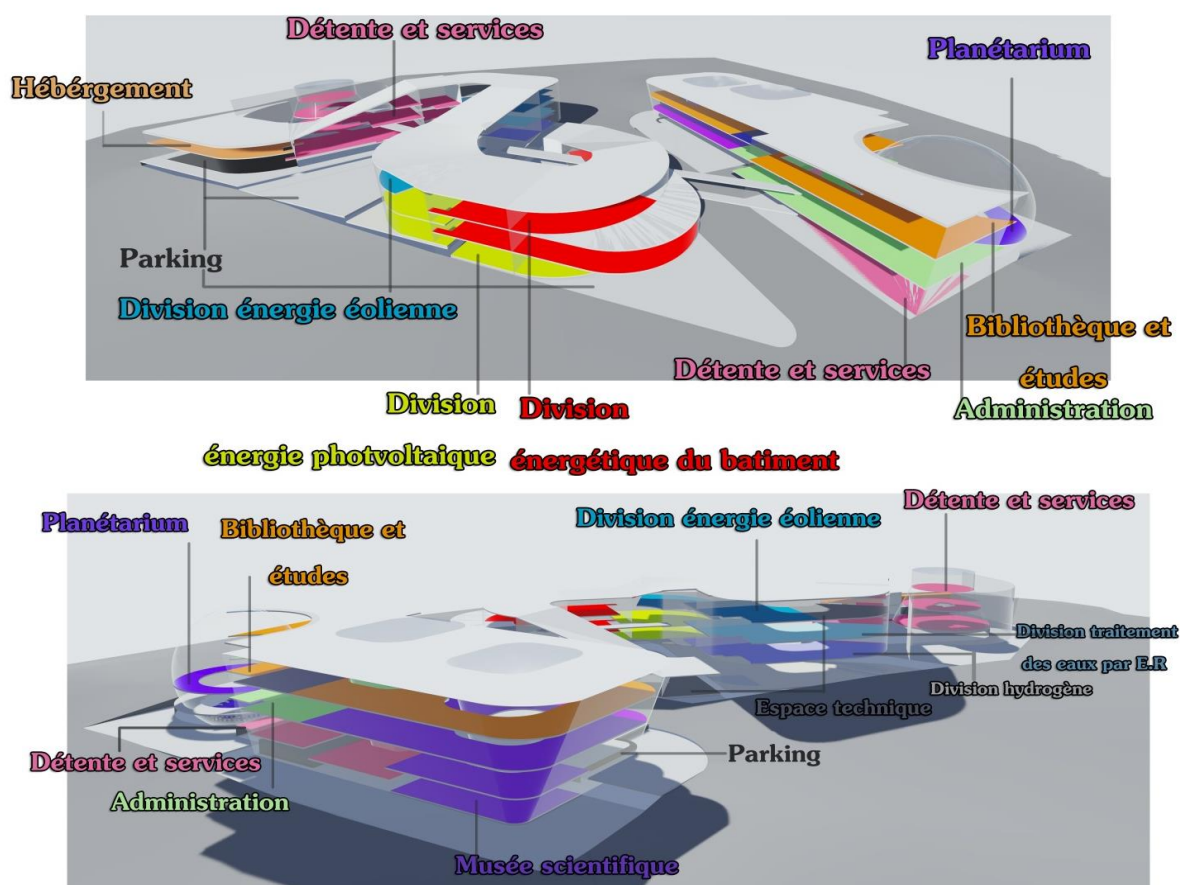 Détente et services
Planétarium
Hébérgement
Parking
Division énergie éolienne
Bibliothèque et
études
Détente et services
Administration
Division
énergie photvoltaique
Division
énergétique du batiment
Détente et services
Planétarium
Bibliothèque et
études
Division énergie éolienne
Division traitement
des eaux par E.R
Division hydrogène
Espace technique
Parking
Détente et services
Administration
Musée scientifique